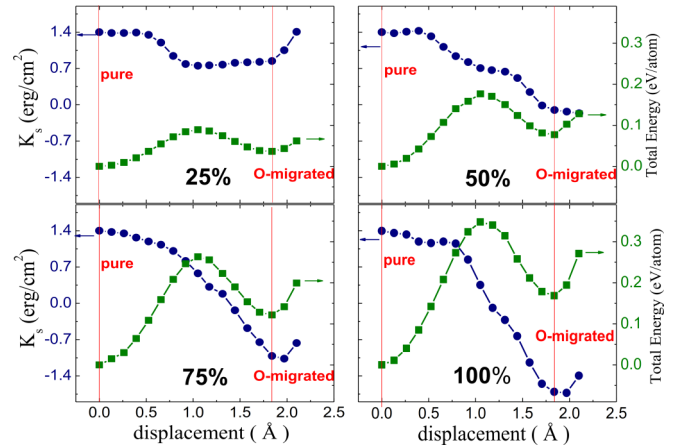 1.4
0.7
0.0
-0.7
-1.4
K_s (erg/cm²)
pure
25%
O-migrated
pure
50%
O-migrated
0.3
0.2
0.1
0.0
Total Energy (eV/atom)
1.4
0.7
0.0
-0.7
-1.4
K_s (erg/cm²)
pure
75%
O-migrated
pure
100%
O-migrated
0.3
0.2
0.1
0.0
Total Energy (eV/atom)
0.0 0.5 1.0 1.5 2.0 2.5
0.0 0.5 1.0 1.5 2.0 2.5
displacement ( Å )
displacement ( Å )